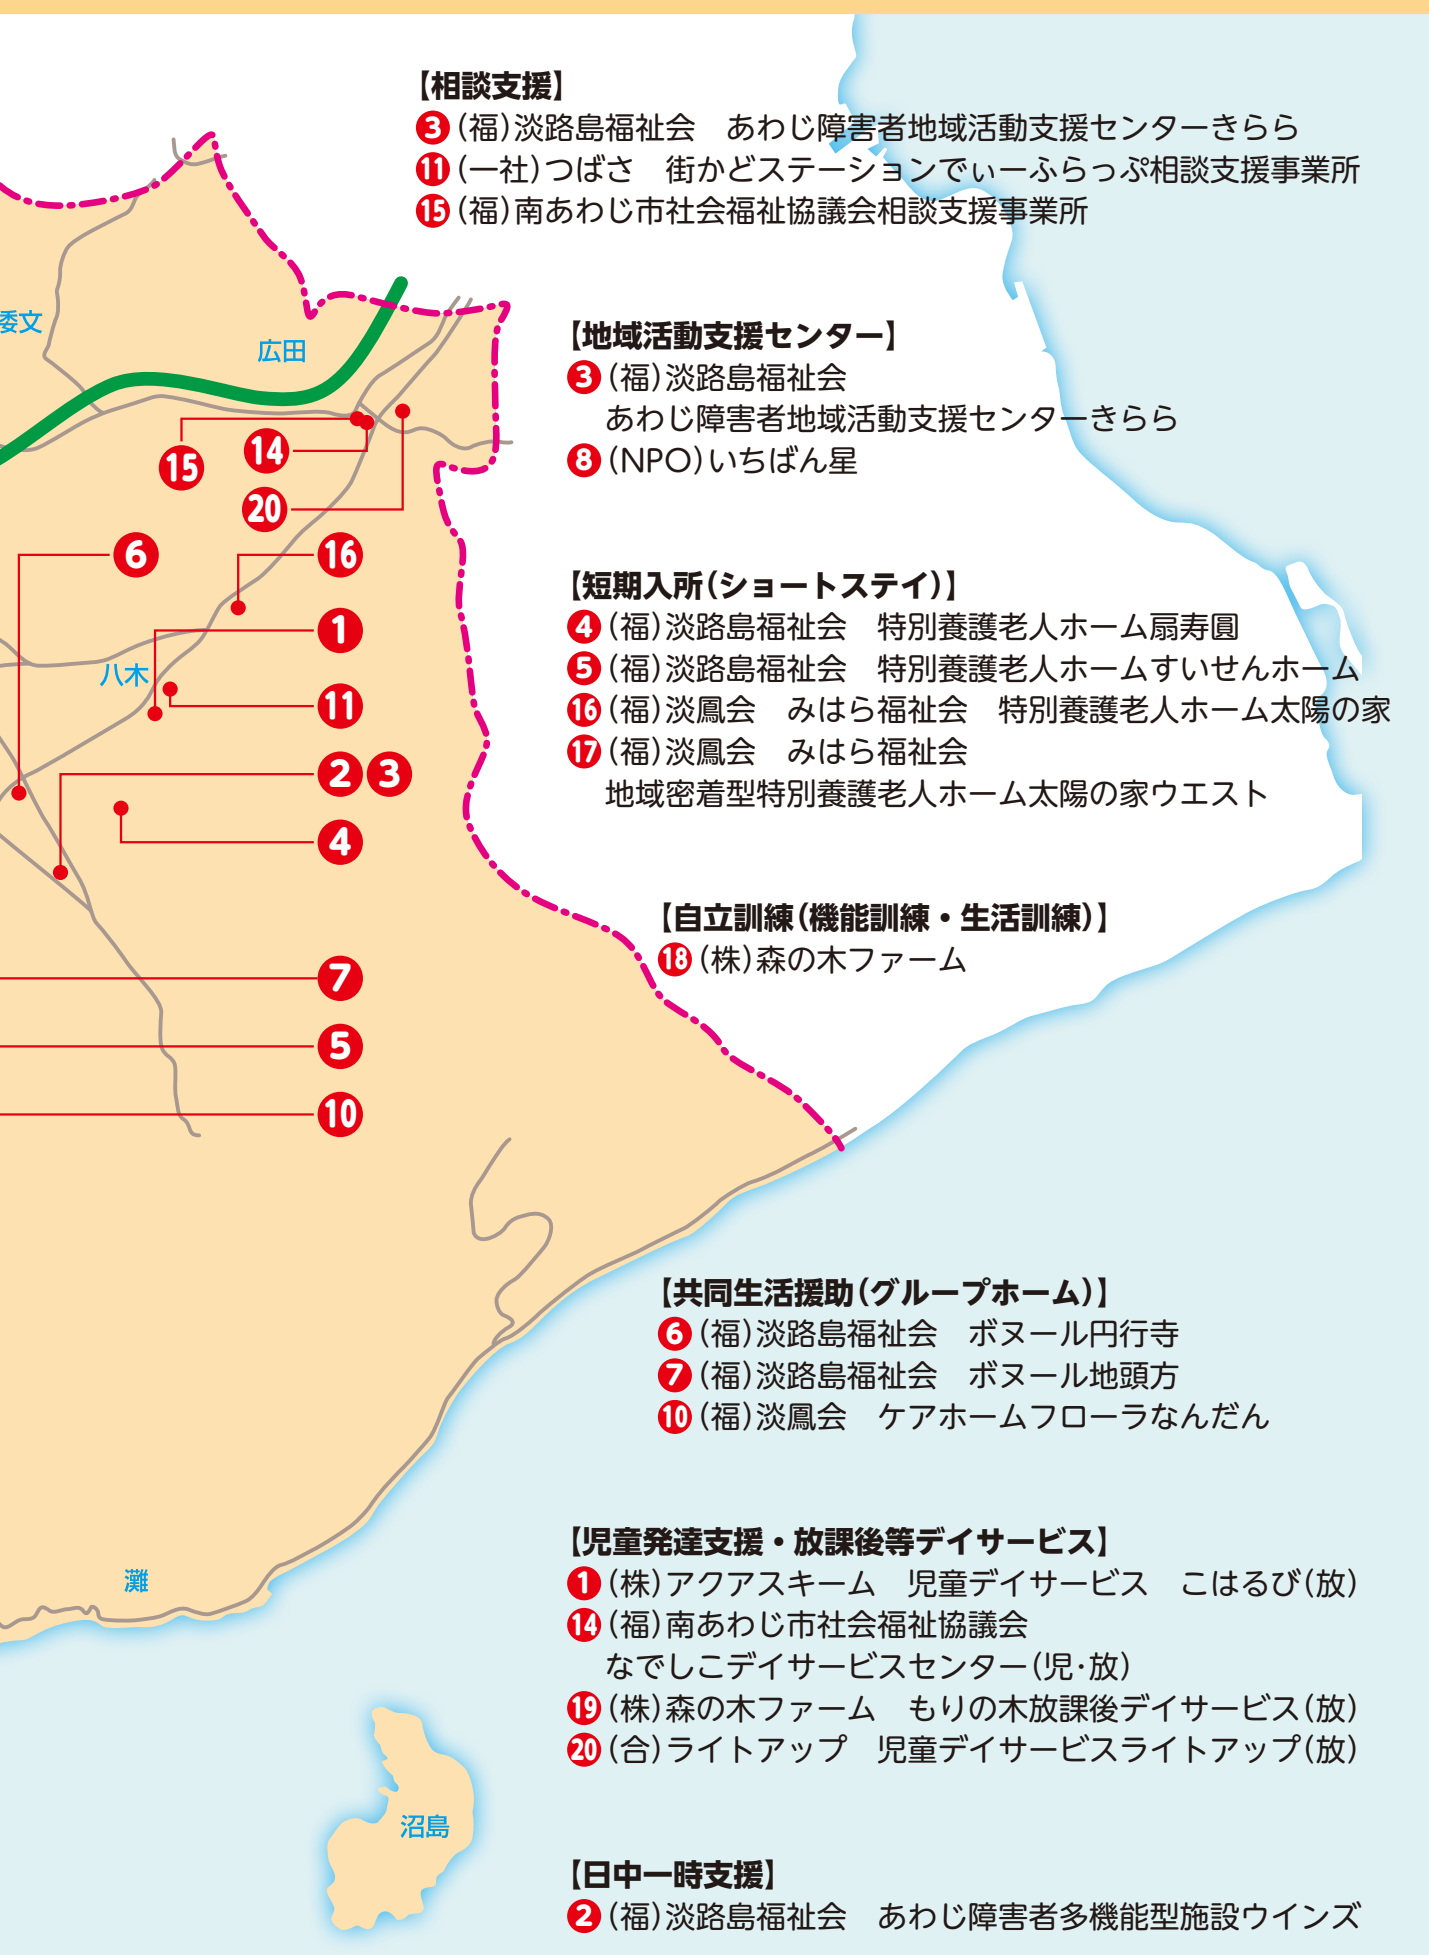 【相談支援】
3(福)淡路島福祉会　あわじ障害者地域活動支援センターきらら
11(一社)つばさ　街かどステーションでぃーふらっぷ相談支援事業所
15(福)南あわじ市社会福祉協議会相談支援事業所
倭文
広田
【地域活動支援センター】
3(福)淡路島福祉会
あわじ障害者地域活動支援センターきらら
8(NPO)いちばん星
15
14
20
6
16
1
八木
11
2 3
4
7
5
10
【短期入所(ショートステイ)】
4(福)淡路島福祉会　特別養護老人ホーム扇寿圓
5(福)淡路島福祉会　特別養護老人ホームすいせんホーム
16(福)淡鳳会　みはら福祉会　特別養護老人ホーム太陽の家
17(福)淡鳳会　みはら福祉会
地域密着型特別養護老人ホーム太陽の家ウエスト
【自立訓練(機能訓練・生活訓練)】
18(株)森の木ファーム
【共同生活援助(グループホーム)】
6(福)淡路島福祉会　ボヌール円行寺
7(福)淡路島福祉会　ボヌール地頭方
10(福)淡鳳会　ケアホームフローラなんだん
【児童発達支援・放課後等デイサービス】
1(株)アクアスキーム　児童デイサービス　こはるび(放)
14(福)南あわじ市社会福祉協議会
なでしこデイサービスセンター(児・放)
19(株)森の木ファーム　もりの木放課後デイサービス(放)
20(合)ライトアップ　児童デイサービスライトアップ(放)
灘
沼島
【日中一時支援】
2(福)淡路島福祉会　あわじ障害者多機能型施設ウインズ